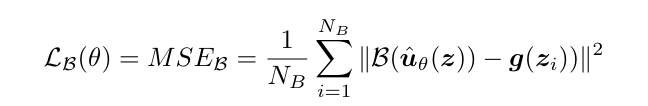 $$\mathcal{L}_{\mathcal{B}}(\theta) = MSE_{\mathcal{B}} = \frac{1}{N_B} \sum_{i=1}^{N_B} \|\mathcal{B}(\hat{\boldsymbol{u}}_\theta(\boldsymbol{z})) - \boldsymbol{g}(\boldsymbol{z}_i))\|^2$$